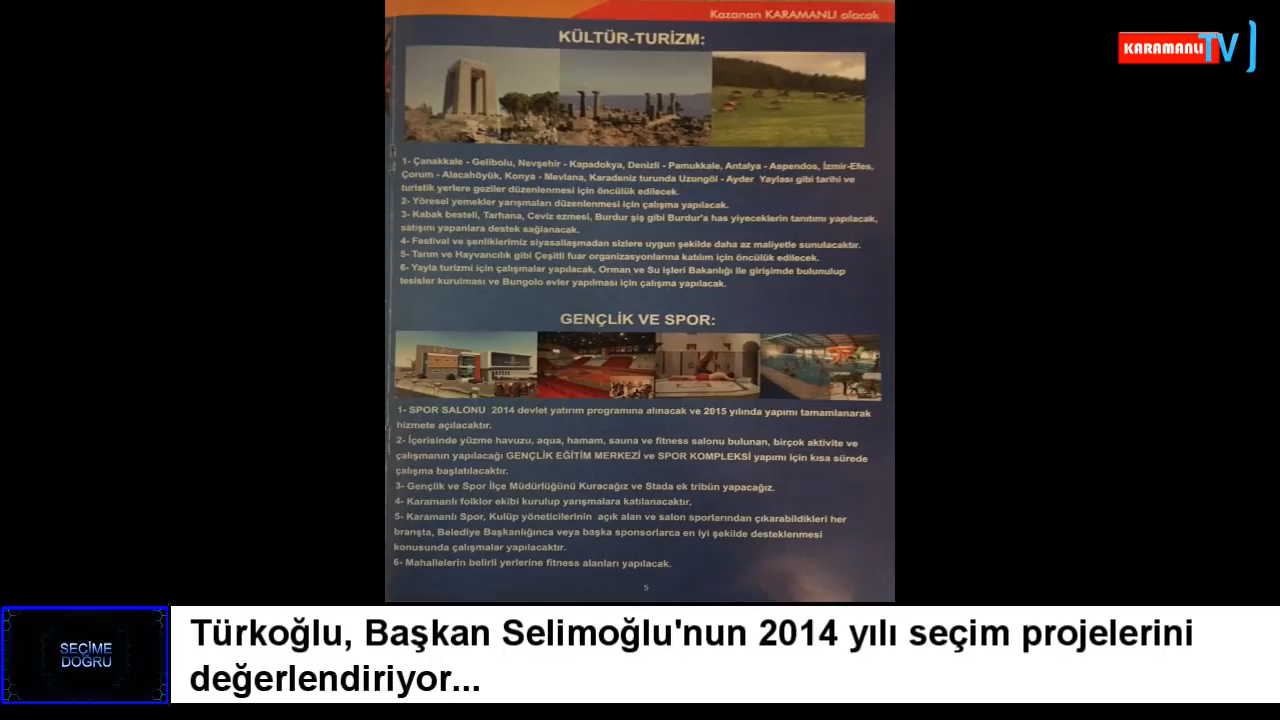 Kazanan KARAMANLI olacak
KARAMANLI TV
KÜLTÜR-TURİZM:
1- Çanakkale - Gelibolu, Nevşehir - Kapadokya, Denizli - Pamukkale, Antalya - Aspendos, İzmir-Efes,
Çorum - Alacahöyük, Konya - Mevlana, Karadeniz turunda Uzungöl - Ayder Yaylası gibi tarihi ve
turistik yerlere geziler düzenlenmesi için öncülük edilecek.
2- Yöresel yemekler yarışmaları düzenlenmesi için çalışma yapılacak.
3- Kabak besteli, Tarhana, Ceviz ezmesi, Burdur şiş gibi Burdur'a has yiyeceklerin tanıtımı yapılacak,
satışını yapanlara destek sağlanacak.
4- Festival ve şenliklerimiz siyasallaşmadan sizlere uygun şekilde daha az maliyetle sunulacaktır.
5- Tarım ve Hayvancılık gibi Çeşitli fuar organizasyonlarına katılım için öncülük edilecek.
6- Yayla turizmi için çalışmalar yapılacak, Orman ve Su işleri Bakanlığı ile girişimde bulunulup
tesisler kurulması ve Bungolo evler yapılması için çalışma yapılacak.
GENÇLİK VE SPOR:
1- SPOR SALONU 2014 devlet yatırım programına alınacak ve 2015 yılında yapımı tamamlanarak
hizmete açılacaktır.
2- İçerisinde yüzme havuzu, aqua, hamam, sauna ve fitness salonu bulunan, birçok aktivite ve
çalışmanın yapılacağı GENÇLİK EĞİTİM MERKEZİ ve SPOR KOMPLEKSİ yapımı için kısa sürede
çalışma başlatılacaktır.
3- Gençlik ve Spor İlçe Müdürlüğünü Kuracağız ve Stada ek tribün yapacağız.
4- Karamanlı folklor ekibi kurulup yarışmalara katılanacaktır.
5- Karamanlı Spor, Kulüp yöneticilerinin açık alan ve salon sporlarından çıkarabildikleri her
branşta, Belediye Başkanlığınca veya başka sponsorlarca en iyi şekilde desteklenmesi
konusunda çalışmalar yapılacaktır.
6- Mahallelerin belirli yerlerine fitness alanları yapılacak.
5
SEÇİME
DOĞRU
Türkoğlu, Başkan Selimoğlu'nun 2014 yılı seçim projelerini
değerlendiriyor...